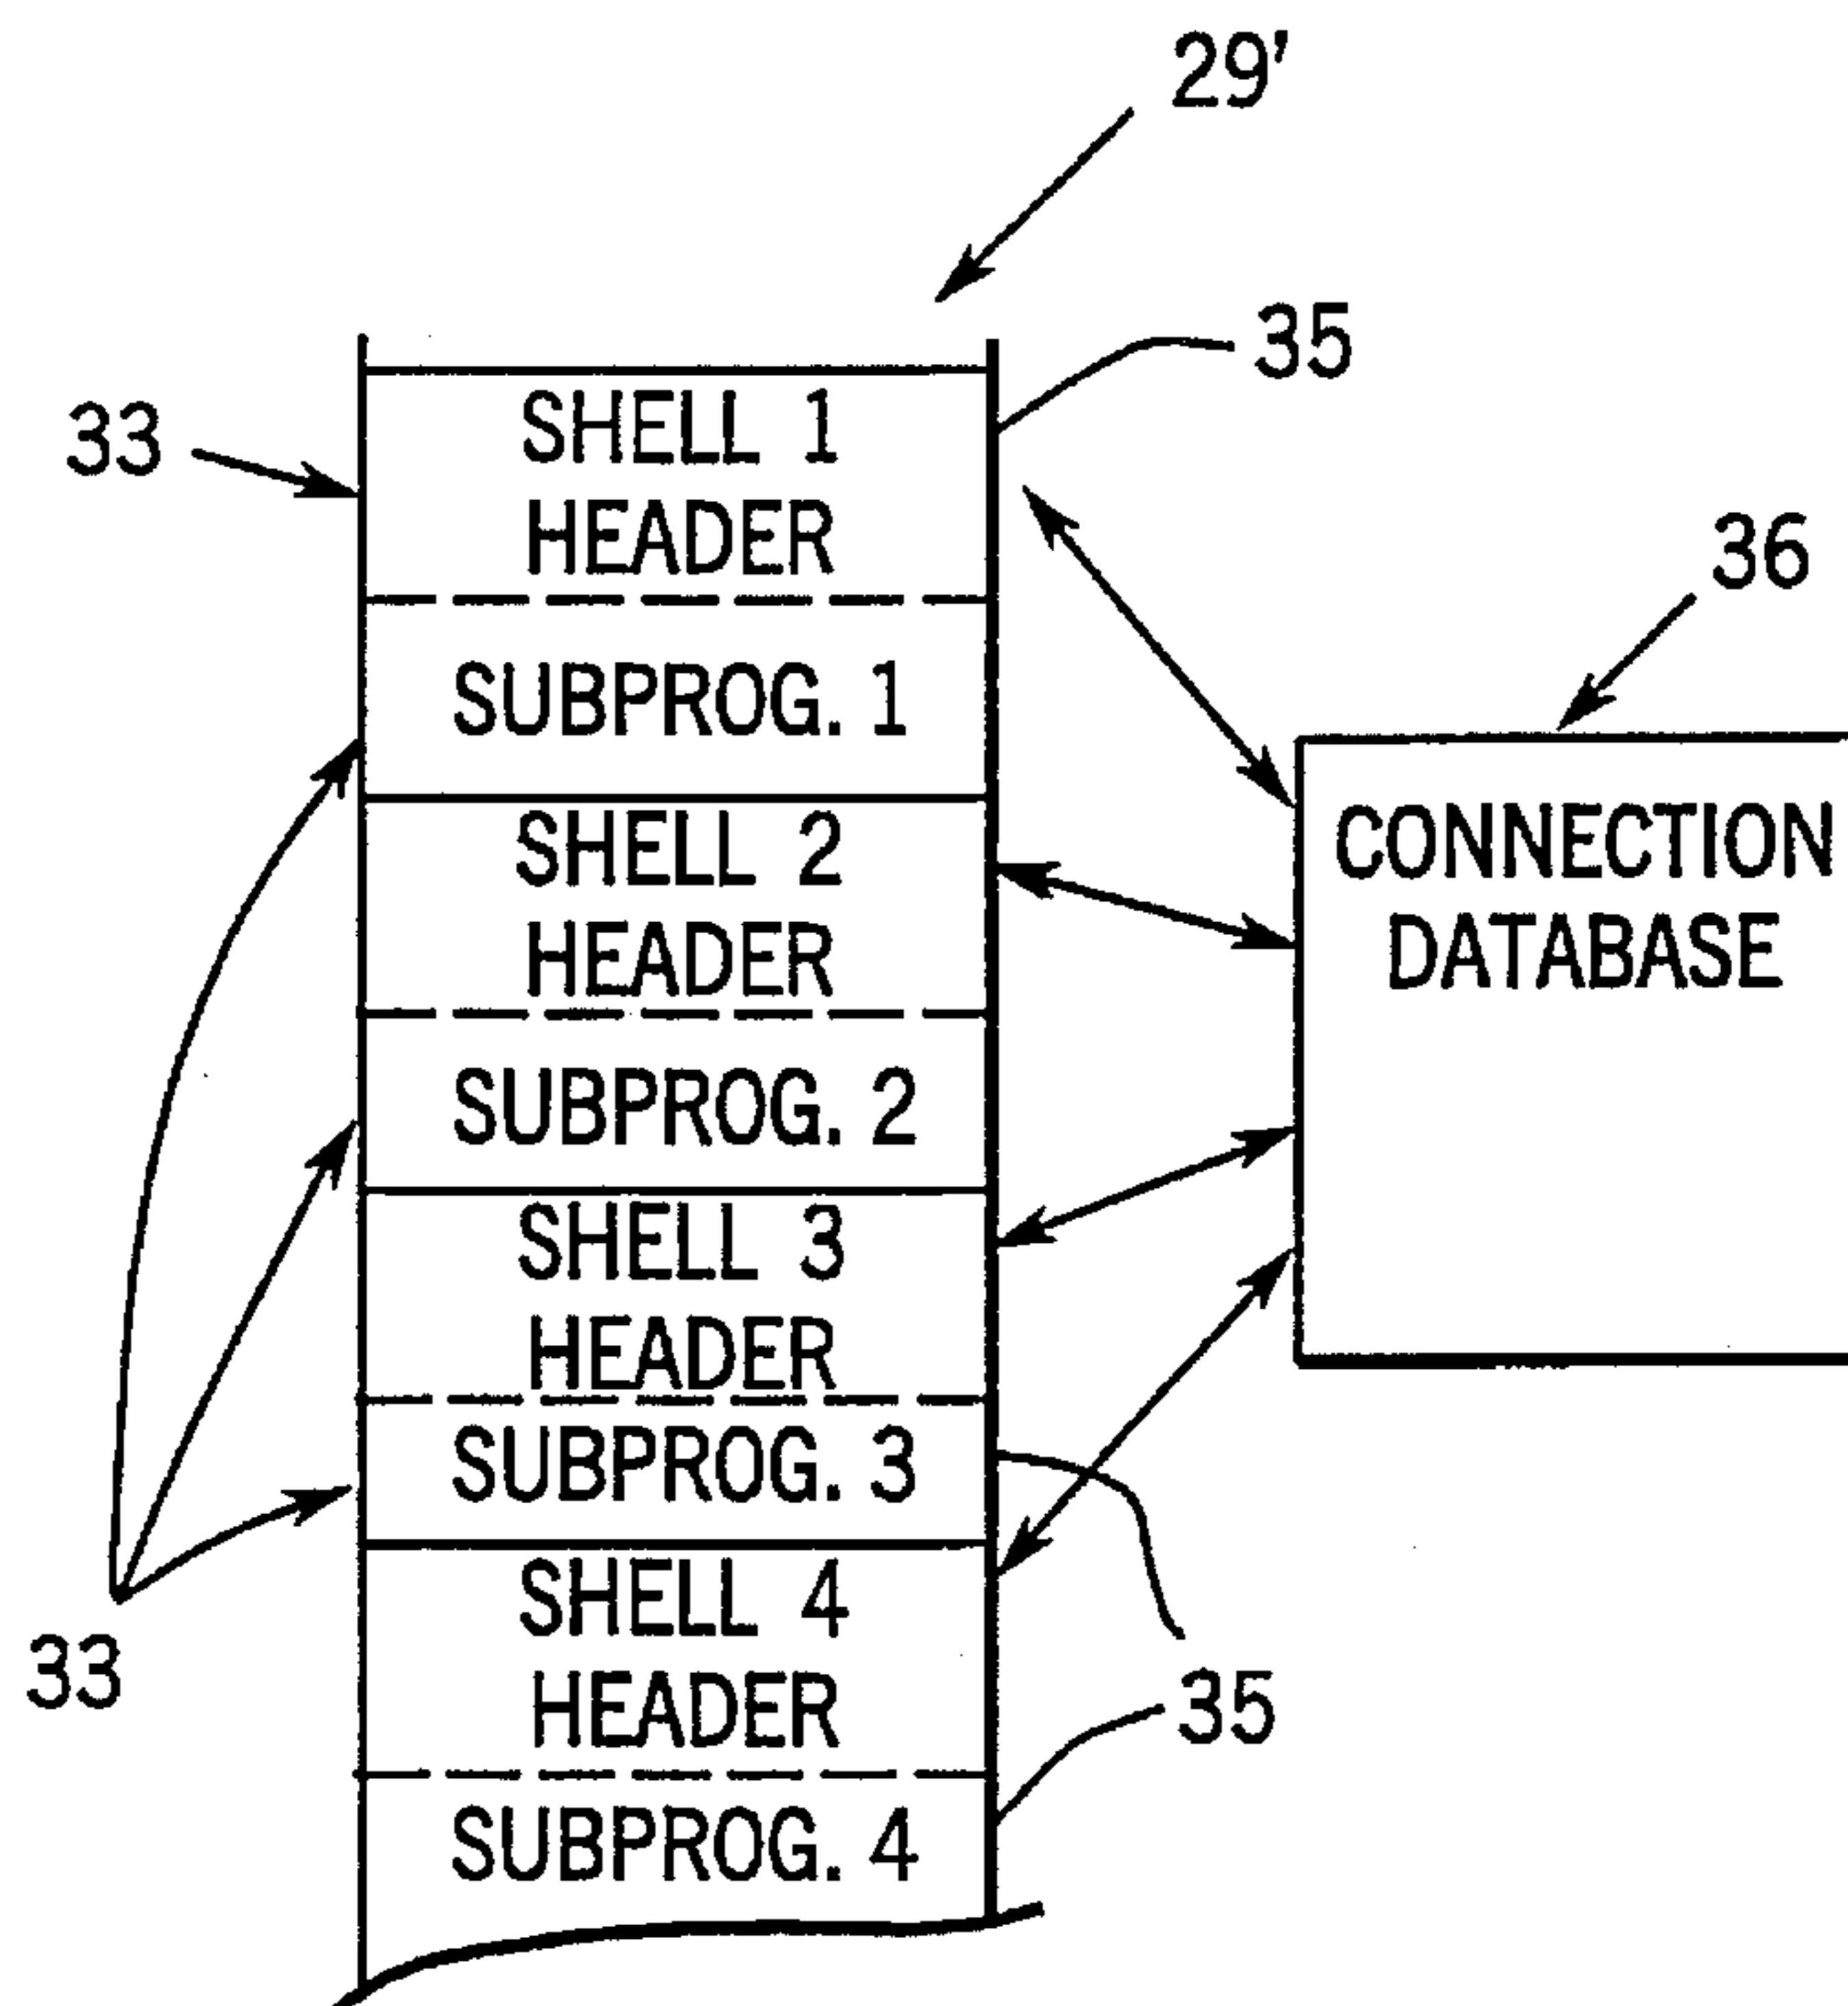 29'
35
33
SHELL 1
HEADER
36
SUBPROG. 1
SHELL 2
HEADER
CONNECTION
DATABASE
SUBPROG. 2
SHELL 3
HEADER
SUBPROG. 3
SHELL 4
HEADER
33
35
SUBPROG. 4